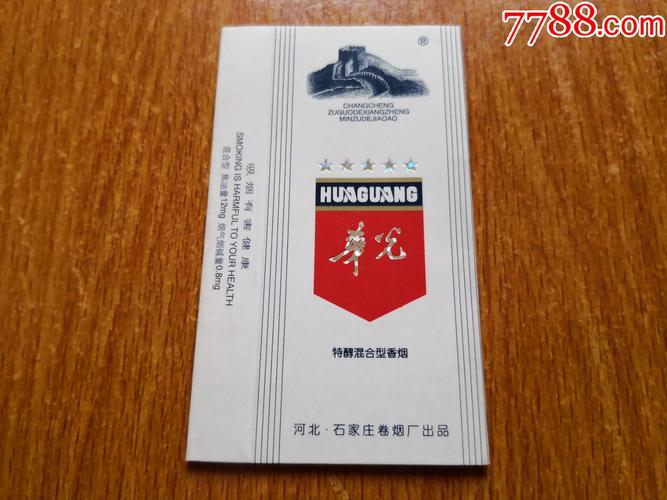 7788.com
®
CHANGCHENG
ZUGUODEXIANGZHENG
MINZUDEJIAOAO
HUAGUANG
華光
特醇混合型香烟
河北·石家庄卷烟厂出品
吸烟有害健康
SMOKING IS HARMFUL TO YOUR HEALTH
混合型 焦油量12mg 烟气烟碱量0.8mg